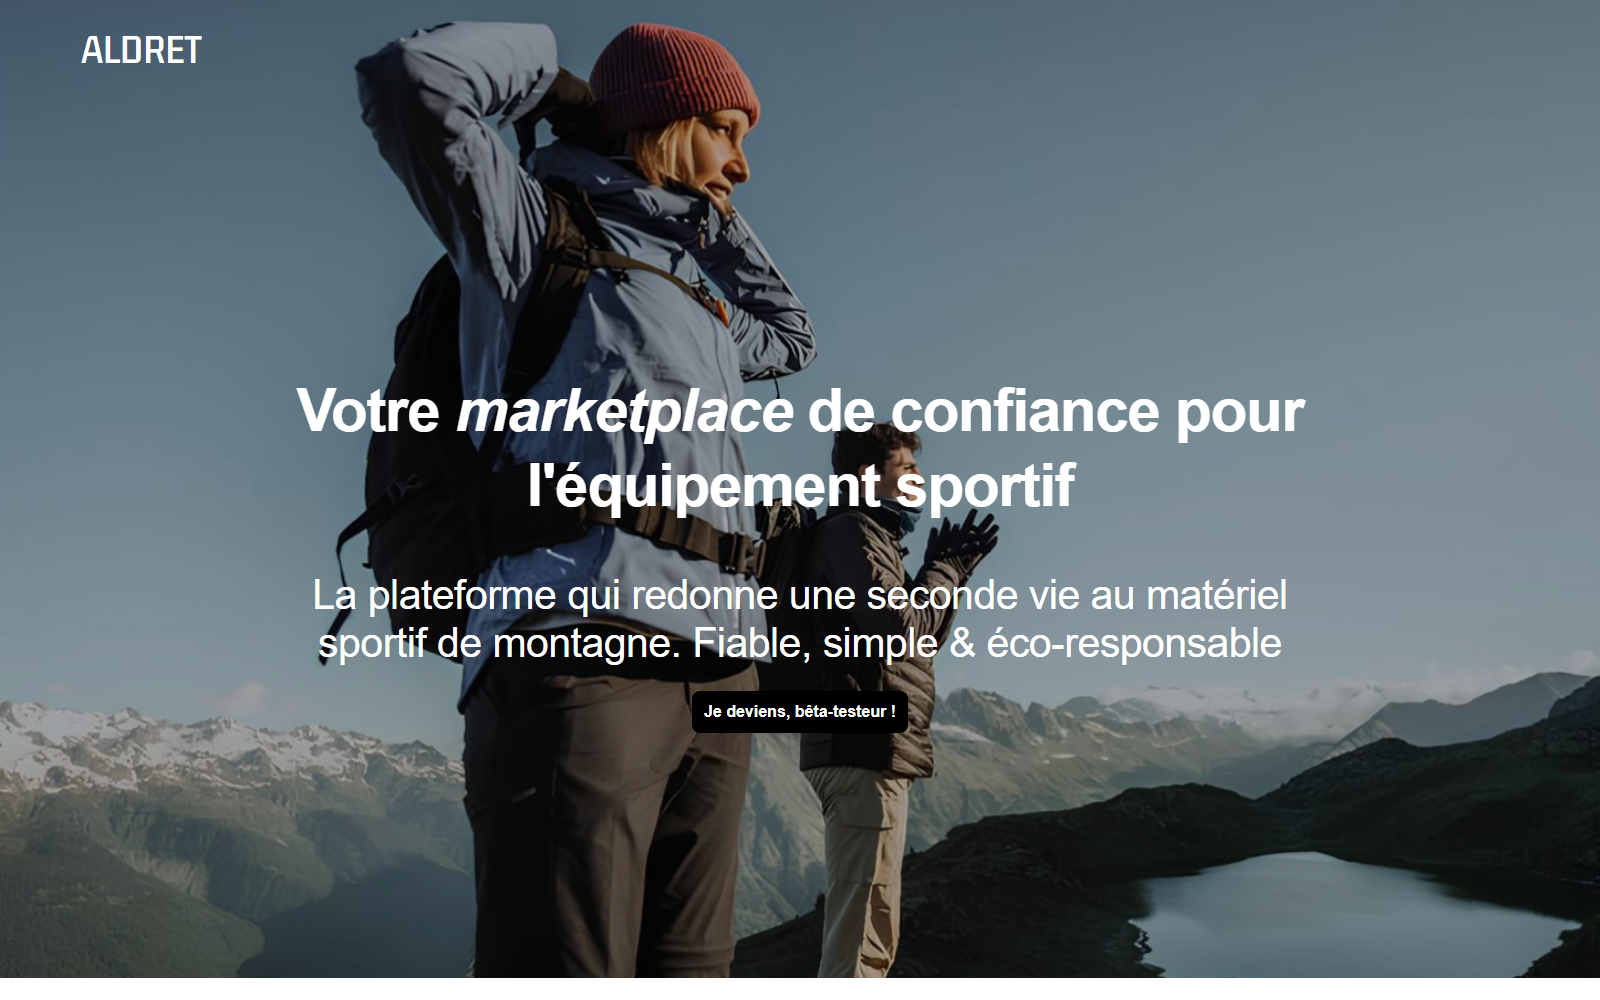 ALDRET
Votre marketplace de confiance pour
l'équipement sportif
La plateforme qui redonne une seconde vie au matériel
sportif de montagne. Fiable, simple & éco-responsable
Je deviens, bêta-testeur !